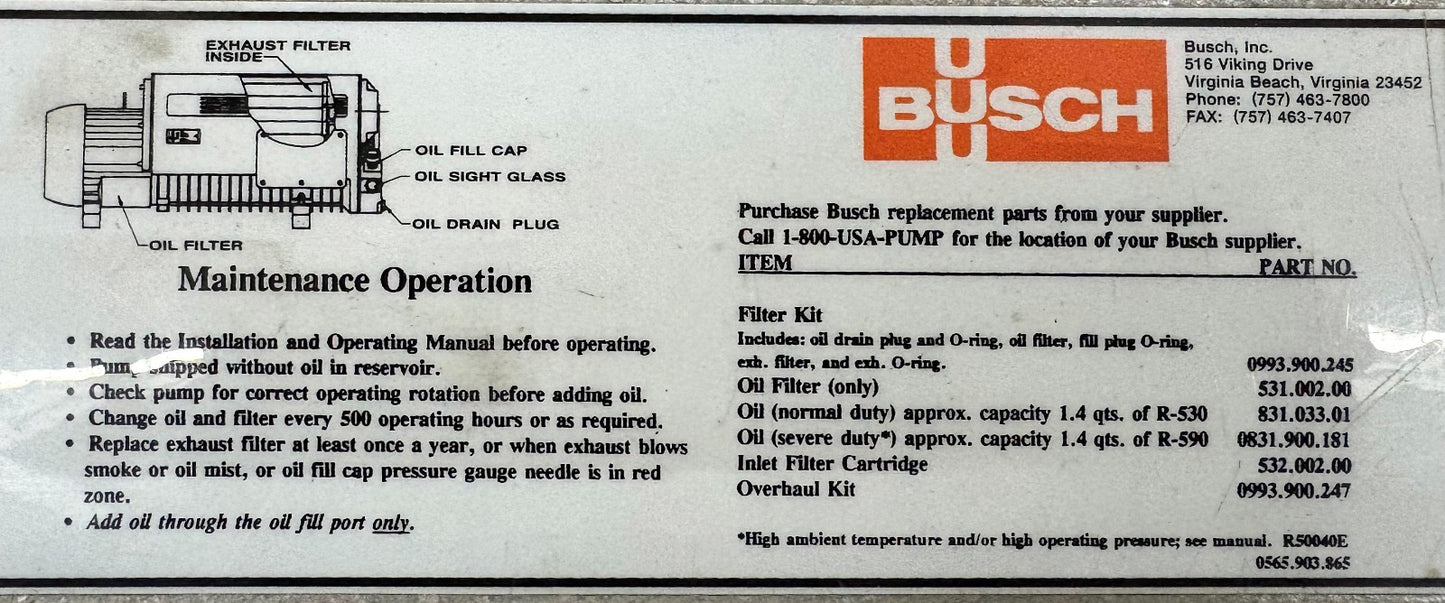 EXHAUST FILTER
INSIDE
OIL FILL CAP
OIL SIGHT GLASS
OIL DRAIN PLUG
OIL FILTER
Maintenance Operation
• Read the Installation and Operating Manual before operating.
• Pump shipped without oil in reservoir.
• Check pump for correct operating rotation before adding oil.
• Change oil and filter every 500 operating hours or as required.
• Replace exhaust filter at least once a year, or when exhaust blows
smoke or oil mist, or oil fill cap pressure gauge needle is in red
zone.
• Add oil through the oil fill port only.
BUSCH
Busch, Inc.
516 Viking Drive
Virginia Beach, Virginia 23452
Phone: (757) 463-7800
FAX: (757) 463-7407
Purchase Busch replacement parts from your supplier.
Call 1-800-USA-PUMP for the location of your Busch supplier.
ITEM PART NO.
Filter Kit
Includes: oil drain plug and O-ring, oil filter, fill plug O-ring,
exh. filter, and exh. O-ring. 0993.900.245
Oil Filter (only) 531.002.00
Oil (normal duty) approx. capacity 1.4 qts. of R-530 831.033.01
Oil (severe duty*) approx. capacity 1.4 qts. of R-590 0831.900.181
Inlet Filter Cartridge 532.002.00
Overhaul Kit 0993.900.247
*High ambient temperature and/or high operating pressure; see manual. R50040E
0565.903.865